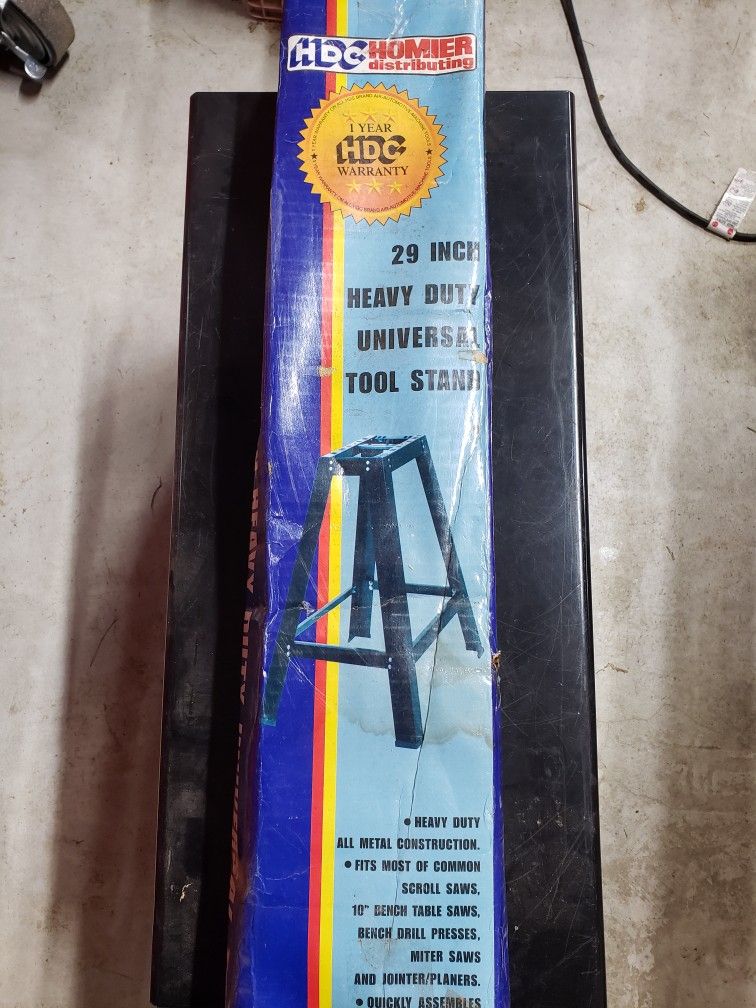 HDC HOMIER
distributing
1 YEAR
HDC
WARRANTY
29 INCH
HEAVY DUTY
UNIVERSAL
TOOL STAND
HEAVY DUTY
• HEAVY DUTY
ALL METAL CONSTRUCTION.
• FITS MOST OF COMMON
SCROLL SAWS,
10" BENCH TABLE SAWS,
BENCH DRILL PRESSES,
MITER SAWS
AND JOINTER/PLANERS.
• QUICKLY ASSEMBLES